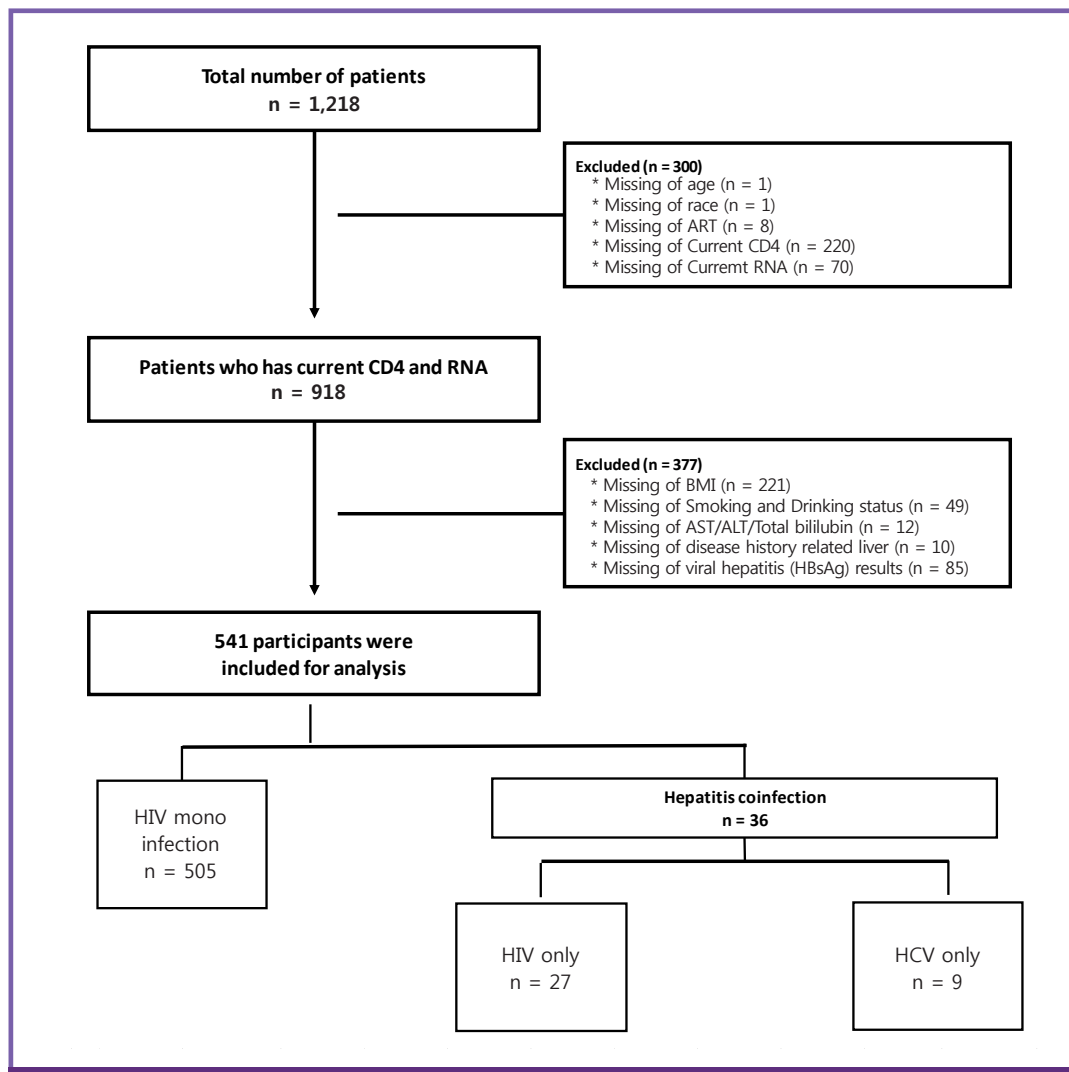 Total number of patients
n = 1,218
Excluded (n = 300)
* Missing of age (n = 1)
* Missing of race (n = 1)
* Missing of ART (n = 8)
* Missing of Current CD4 (n = 220)
* Missing of Curremt RNA (n = 70)
Patients who has current CD4 and RNA
n = 918
Excluded (n = 377)
* Missing of BMI (n = 221)
* Missing of Smoking and Drinking status (n = 49)
* Missing of AST/ALT/Total bililubin (n = 12)
* Missing of disease history related liver (n = 10)
* Missing of viral hepatitis (HBsAg) results (n = 85)
541 participants were
included for analysis
HIV mono
infection
n = 505
Hepatitis coinfection
n = 36
HIV only
n = 27
HCV only
n = 9